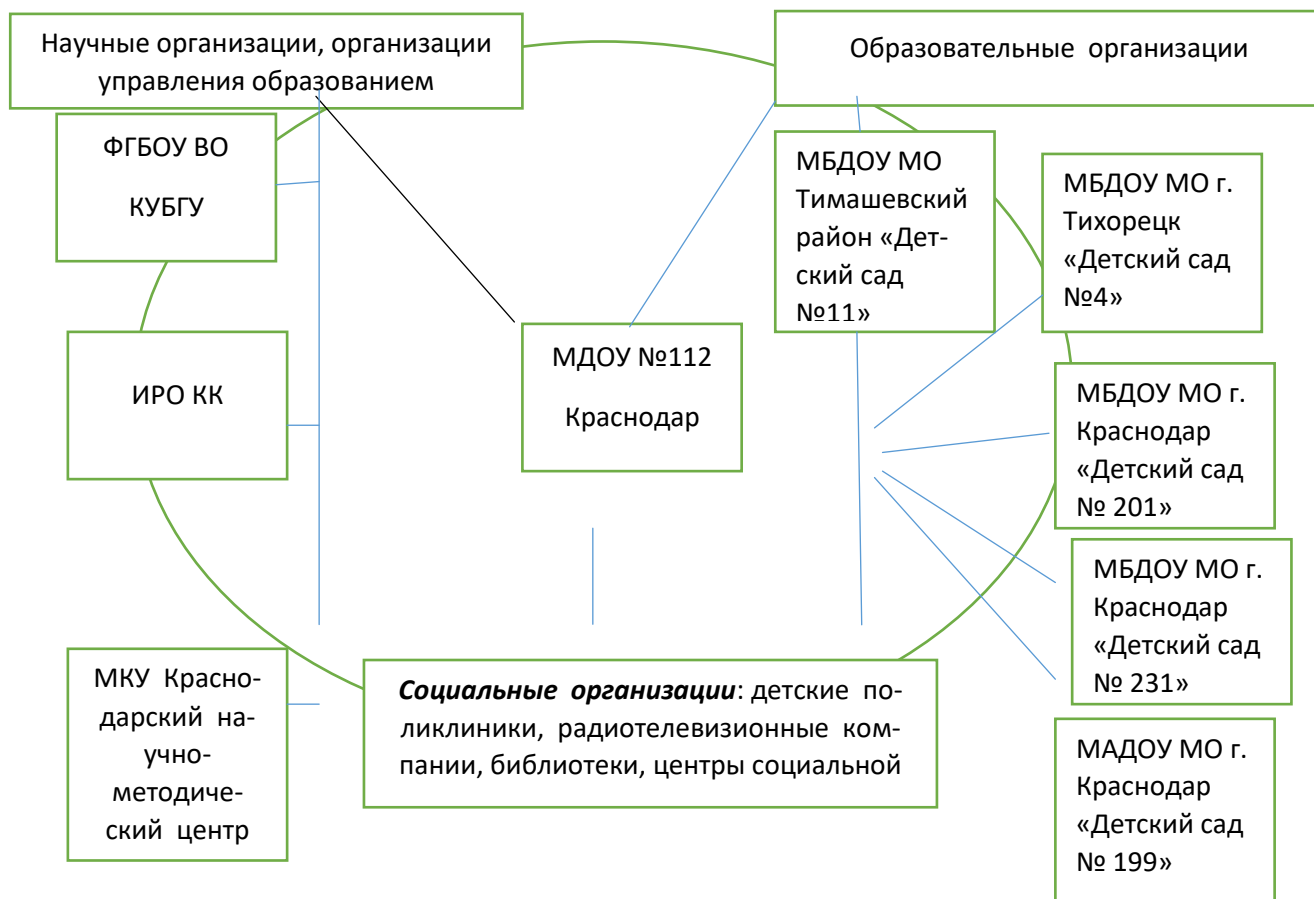 Научные организации, организации
управления образованием
Образовательные организации
ФГБОУ ВО
КУБГУ
ИРО КК
МКУ Красно-
дарский на-
учно-
методиче-
ский центр
МДОУ №112
Краснодар
Социальные организации: детские по-
ликлиники, радиотелевизионные ком-
пании, библиотеки, центры социальной
МБДОУ МО
Тимашевский
район «Дет-
ский сад
№11»
МБДОУ МО г.
Тихорецк
«Детский сад
№4»
МБДОУ МО г.
Краснодар
«Детский сад
№ 201»
МБДОУ МО г.
Краснодар
«Детский сад
№ 231»
МАДОУ МО г.
Краснодар
«Детский сад
№ 199»